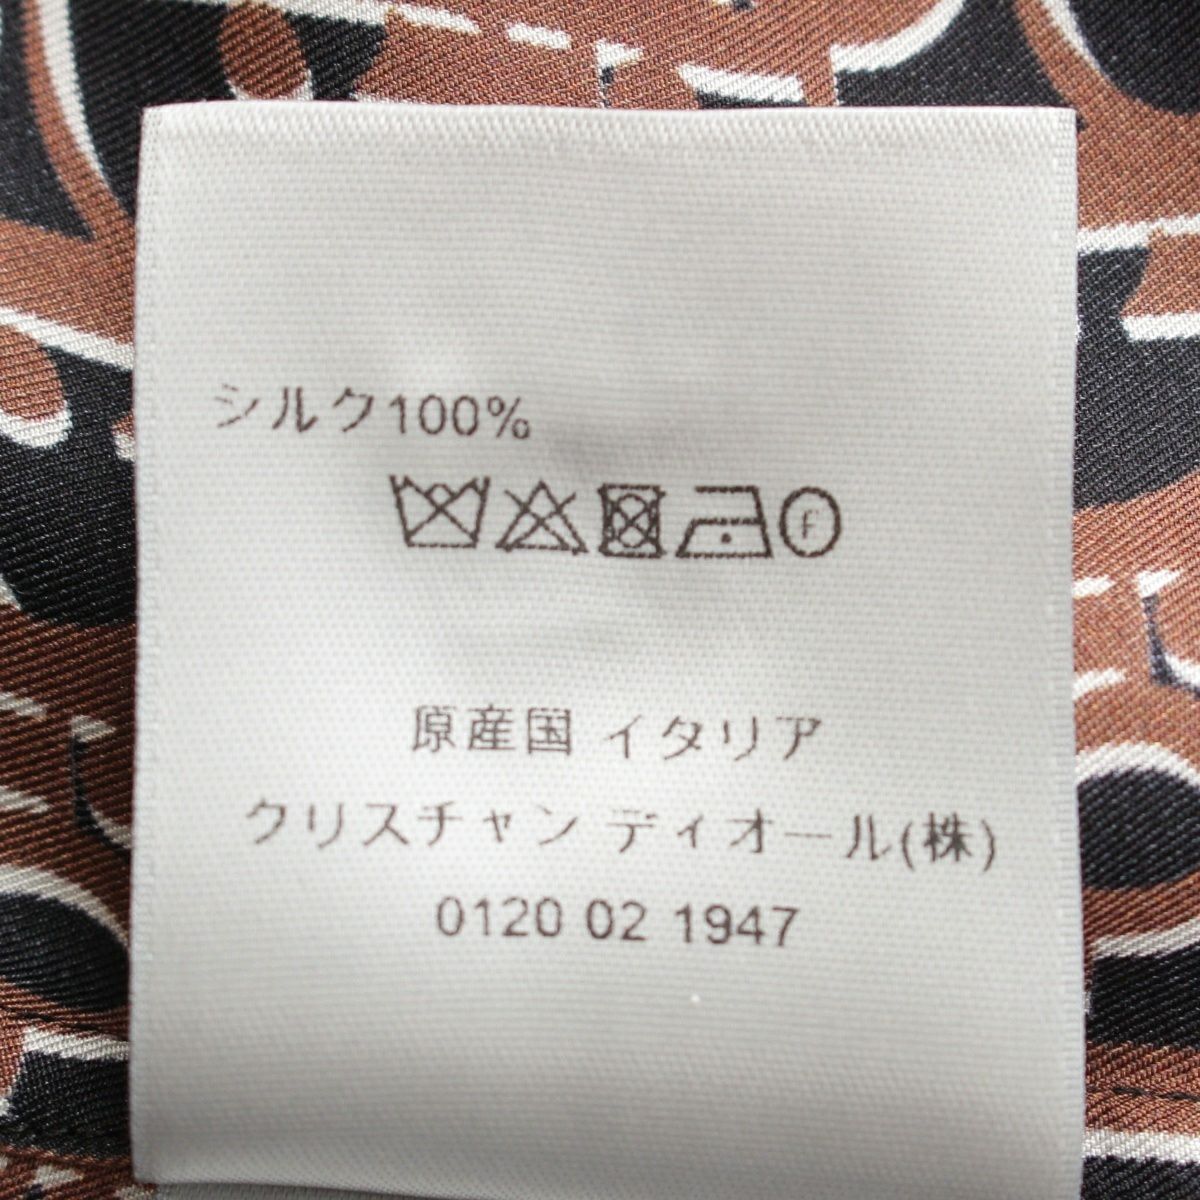 シルク100%
F
原産国 イタリア
クリスチャン ディオール(株)
0120 02 1947